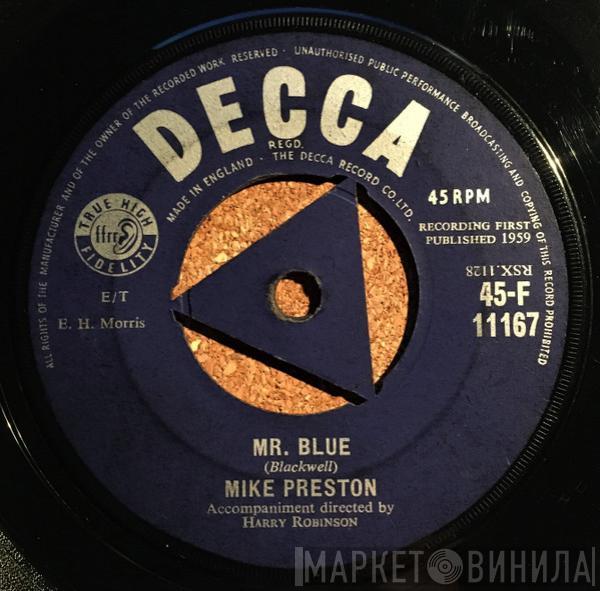 ALL RIGHTS OF THE MANUFACTURER AND OF THE OWNER OF THE RECORDED WORK RESERVED · UNAUTHORISED PUBLIC PERFORMANCE BROADCASTING AND COPYING OF THIS RECORD PROHIBITED
DECCA
REGD.
MADE IN ENGLAND · THE DECCA RECORD CO. LTD.
TRUE HIGH
ffrr
FIDELITY
45 RPM
RECORDING FIRST
PUBLISHED 1959
RSX.1128
E/T
45-F
E. H. Morris
11167
MR. BLUE
(Blackwell)
MIKE PRESTON
Accompaniment directed by
HARRY ROBINSON
МАРКЕТ ВИНИЛА